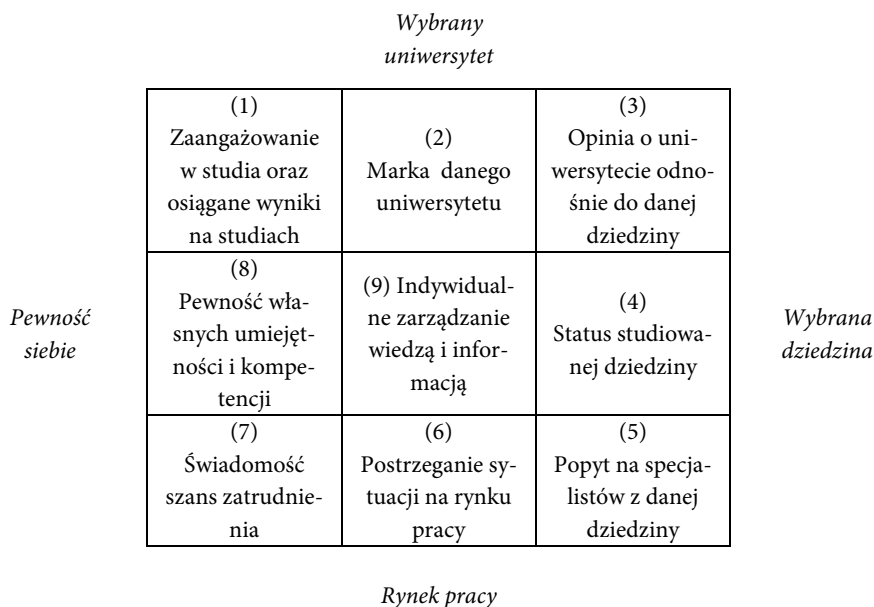 Wybrany
uniwersytet
(1)
Zaangażowanie
w studia oraz
osiągane wyniki
na studiach
(2)
Marka danego
uniwersytetu
(3)
Opinia o uni-
wersytecie odno-
śnie do danej
dziedziny
Pewność
siebie
(8)
Pewność wła-
snych umiejęt-
ności i kompe-
tencji
(9) Indywidual-
ne zarządzanie
wiedzą i infor-
macją
(4)
Status studiowa-
nej dziedziny
Wybrana
dziedzina
(7)
Świadomość
szans zatrudnie-
nia
(6)
Postrzeganie sy-
tuacji na rynku
pracy
(5)
Popyt na specja-
listów z danej
dziedziny
Rynek pracy